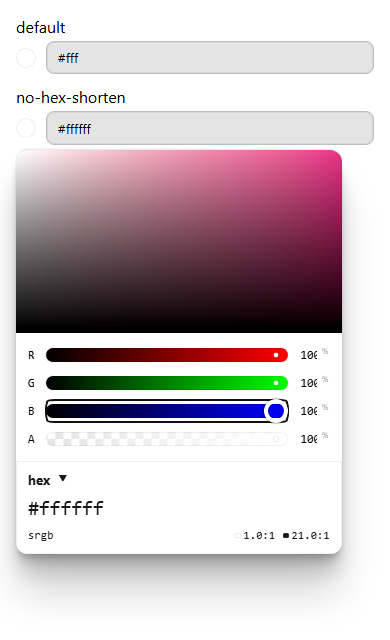 default
#fff
no-hex-shorten
#ffffff
R 100 %
G 100 %
B 100 %
A 100 %
hex ▼
#ffffff
srgb 1.0:1 21.0:1